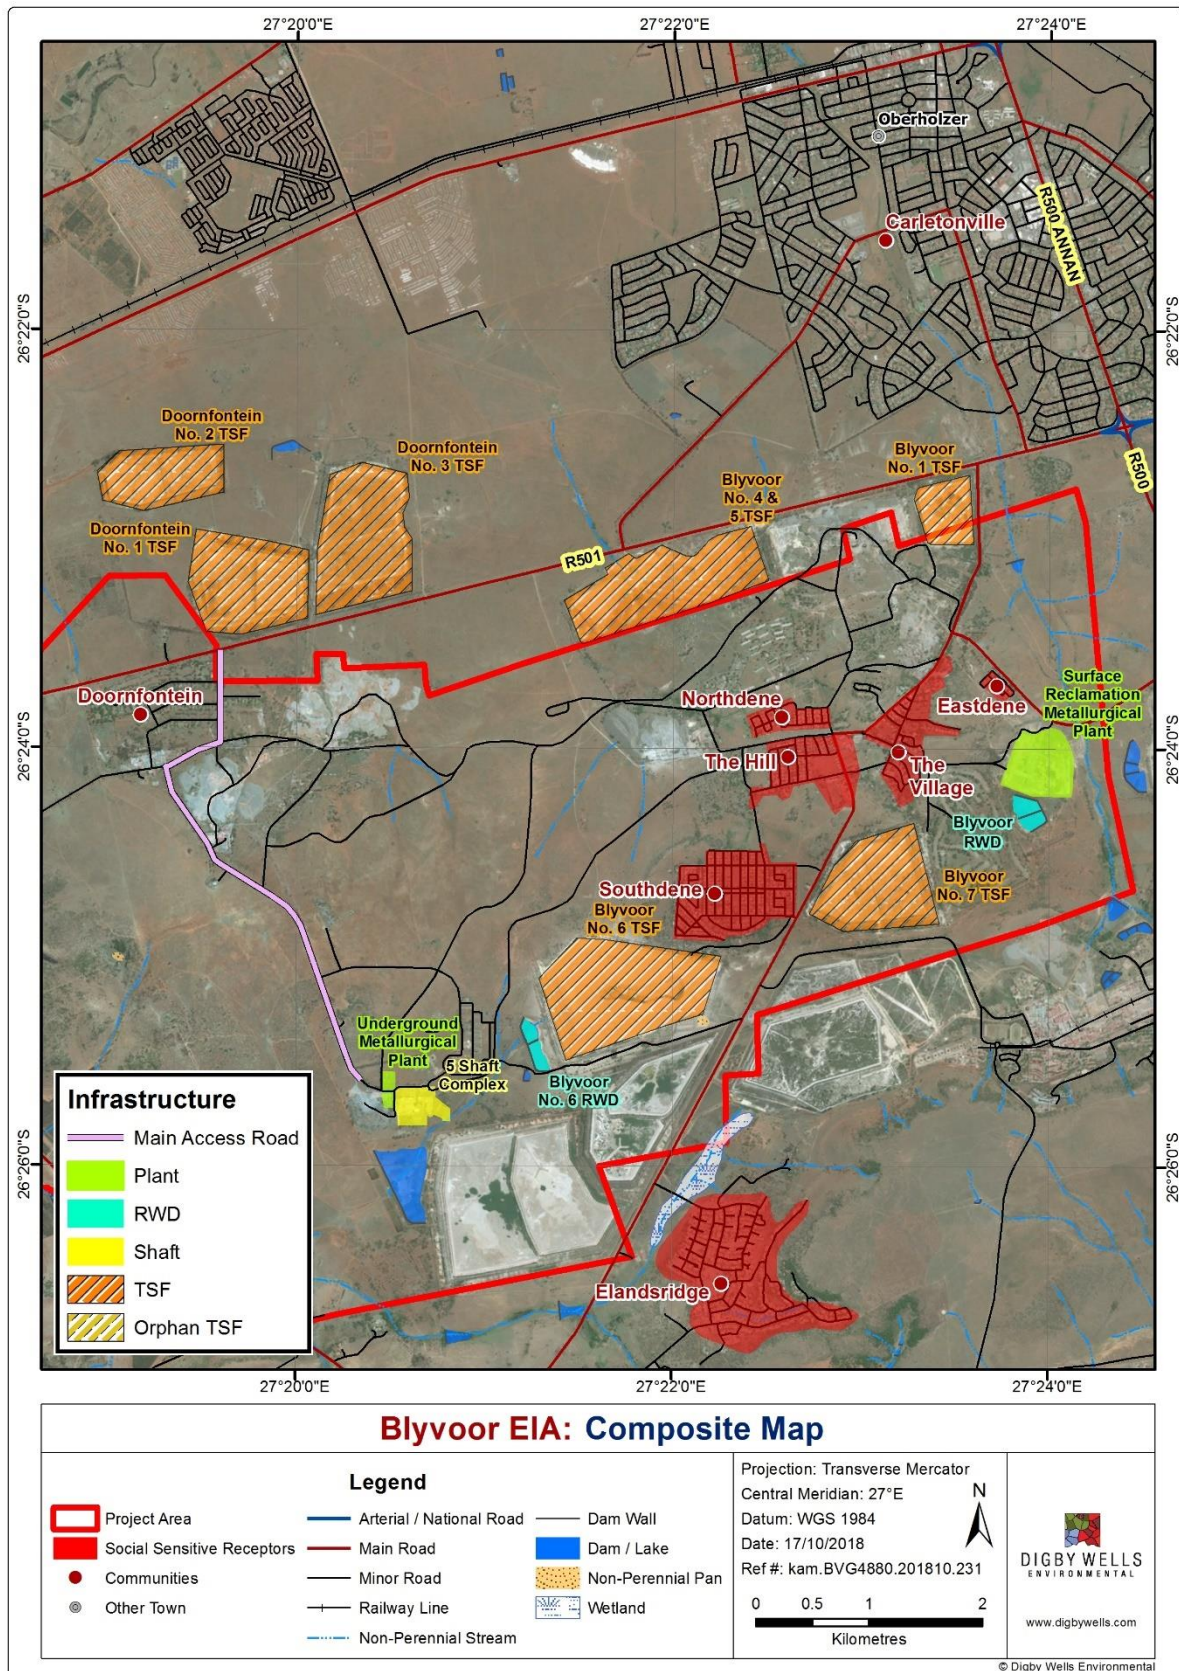 27°20'0"E
27°22'0"E
27°24'0"E
Oberholzer
Carletonville
R500 ANNAN
26°22'0"S
26°22'0"S
Doornfontein
No. 2 TSF
Doornfontein
No. 3 TSF
Blyvoor
No. 1 TSF
Blyvoor
No. 4 &
5 TSF
R500
Doornfontein
No. 1 TSF
R501
Doornfontein
Northdene
Eastdene
Surface
Reclamation
Metallurgical
Plant
26°24'0"S
26°24'0"S
The Hill
The
Village
Blyvoor
RWD
Southdene
Blyvoor
No. 7 TSF
Blyvoor
No. 6 TSF
Underground
Metallurgical
Plant
5 Shaft
Complex
Blyvoor
No. 6 RWD
26°26'0"S
26°26'0"S
Elandsridge
Infrastructure
Main Access Road
Plant
RWD
Shaft
TSF
Orphan TSF
27°20'0"E
27°22'0"E
27°24'0"E
Blyvoor EIA: Composite Map
Legend
Project Area
Social Sensitive Receptors
Communities
Other Town
Arterial / National Road
Main Road
Minor Road
Railway Line
Non-Perennial Stream
Dam Wall
Dam / Lake
Non-Perennial Pan
Wetland
Projection: Transverse Mercator
Central Meridian: 27°E
Datum: WGS 1984
Date: 17/10/2018
Ref #: kam.BVG4880.201810.231
N
0 0.5 1 2
Kilometres
DIGBY WELLS
ENVIRONMENTAL
www.digbywells.com
© Digby Wells Environmental